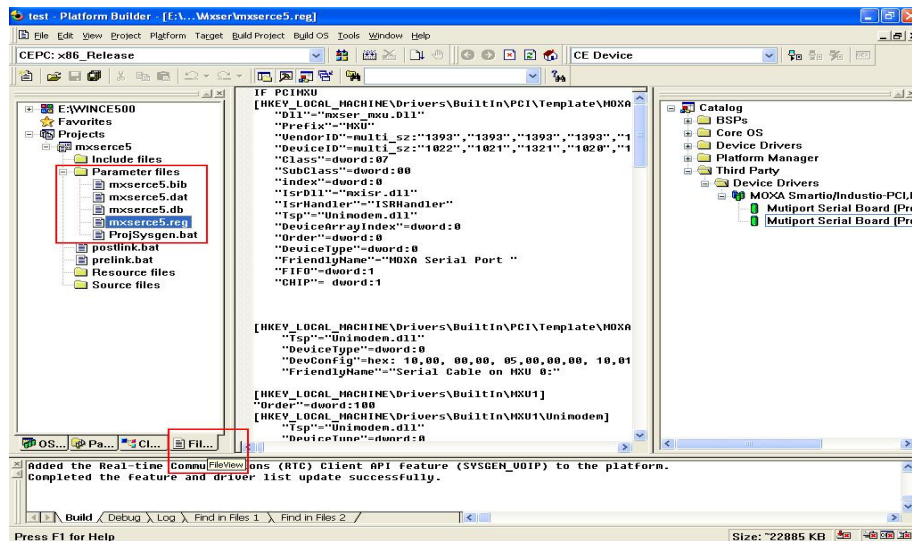 test - Platform Builder - [E:\...\Mxser\mxserce5.reg]
File Edit View Project Platform Target Build Project Build OS Tools Window Help
CEPC: x86_Release
CE Device
E:\WINCE500
Favorites
Projects
mxserce5
Include files
Parameter files
mxserce5.bib
mxserce5.dat
mxserce5.db
mxserce5.reg
ProjSysgen.bat
postlink.bat
prelink.bat
Resource files
Source files
OS... Pa... Cl... Fil...
IF PCIMXU
[HKEY_LOCAL_MACHINE\Drivers\BuiltIn\PCI\Template\MOXA
"Dll"="mxser_mxu.Dll"
"Prefix"="MXU"
"VendorID"=multi_sz:"1393","1393","1393","1393","1
"DeviceID"=multi_sz:"1022","1021","1321","1020","1
"Class"=dword:07
"SubClass"=dword:00
"index"=dword:0
"IsrDll"="mxisr.dll"
"IsrHandler"="ISRHandler"
"Tsp"="Unimodem.dll"
"DeviceArrayIndex"=dword:0
"Order"=dword:0
"DeviceType"=dword:0
"FriendlyName"="MOXA Serial Port "
"FIFO"=dword:1
"CHIP"= dword:1
[HKEY_LOCAL_MACHINE\Drivers\BuiltIn\PCI\Template\MOXA
"Tsp"="Unimodem.dll"
"DeviceType"=dword:0
"DevConfig"=hex: 10,00, 00,00, 05,00,00,00, 10,01
"FriendlyName"="Serial Cable on MXU 0:"
[HKEY_LOCAL_MACHINE\Drivers\BuiltIn\MXU1]
"Order"=dword:100
[HKEY_LOCAL_MACHINE\Drivers\BuiltIn\MXU1\Unimodem]
"Tsp"="Unimodem.dll"
"DeviceType"=dword:0
Catalog
BSPs
Core OS
Device Drivers
Platform Manager
Third Party
Device Drivers
MOXA Smartio/Industio-PCI,
Mutiport Serial Board (Pro
Mutiport Serial Board (Pro
Added the Real-time Commu FileView ons (RTC) Client API feature (SYSGEN_VOIP) to the platform.
Completed the feature and driver list update successfully.
Build Debug Log Find in Files 1 Find in Files 2
Press F1 for Help
Size: ~22885 KB